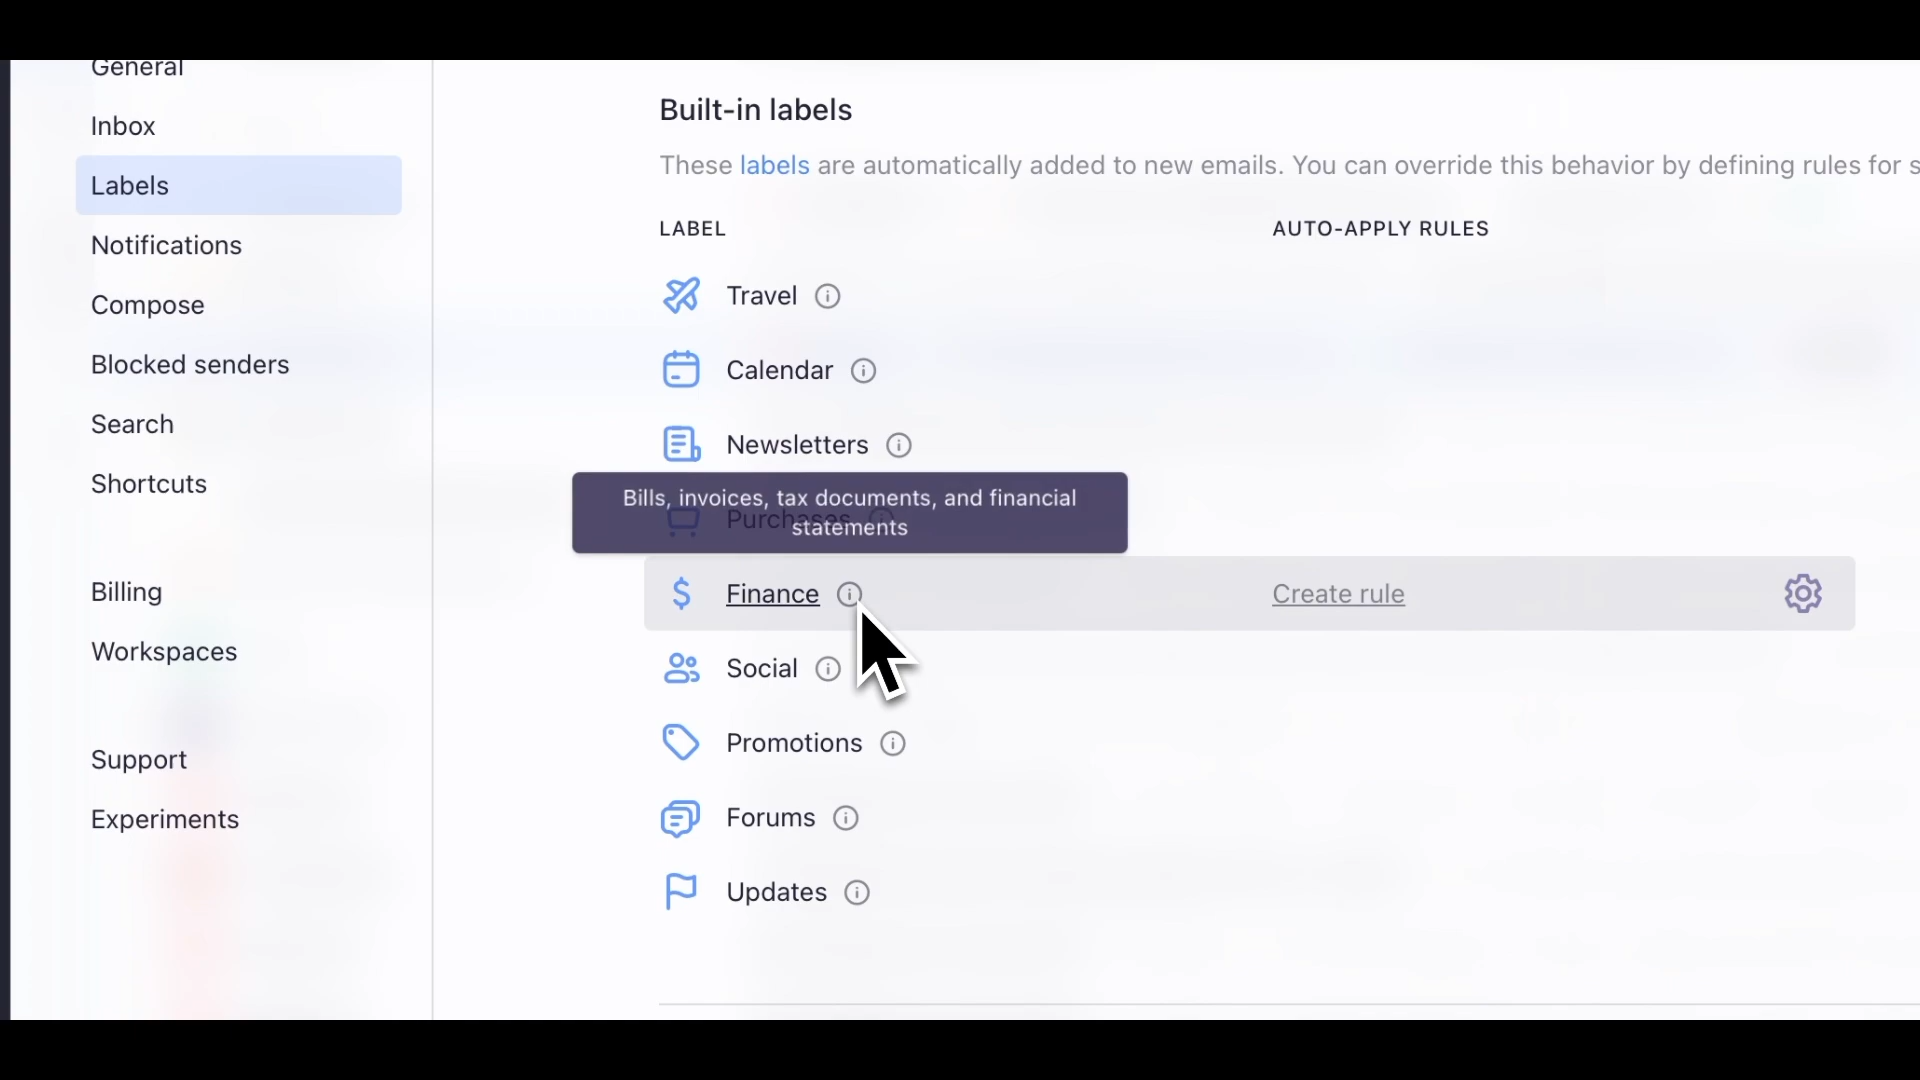 General
Inbox
Labels
Notifications
Compose
Blocked senders
Search
Shortcuts
Billing
Workspaces
Support
Experiments
Built-in labels
These labels are automatically added to new emails. You can override this behavior by defining rules for s
LABEL
AUTO-APPLY RULES
Travel
Calendar
Newsletters
Bills, invoices, tax documents, and financial
statements
Purchases
Finance
Create rule
Social
Promotions
Forums
Updates